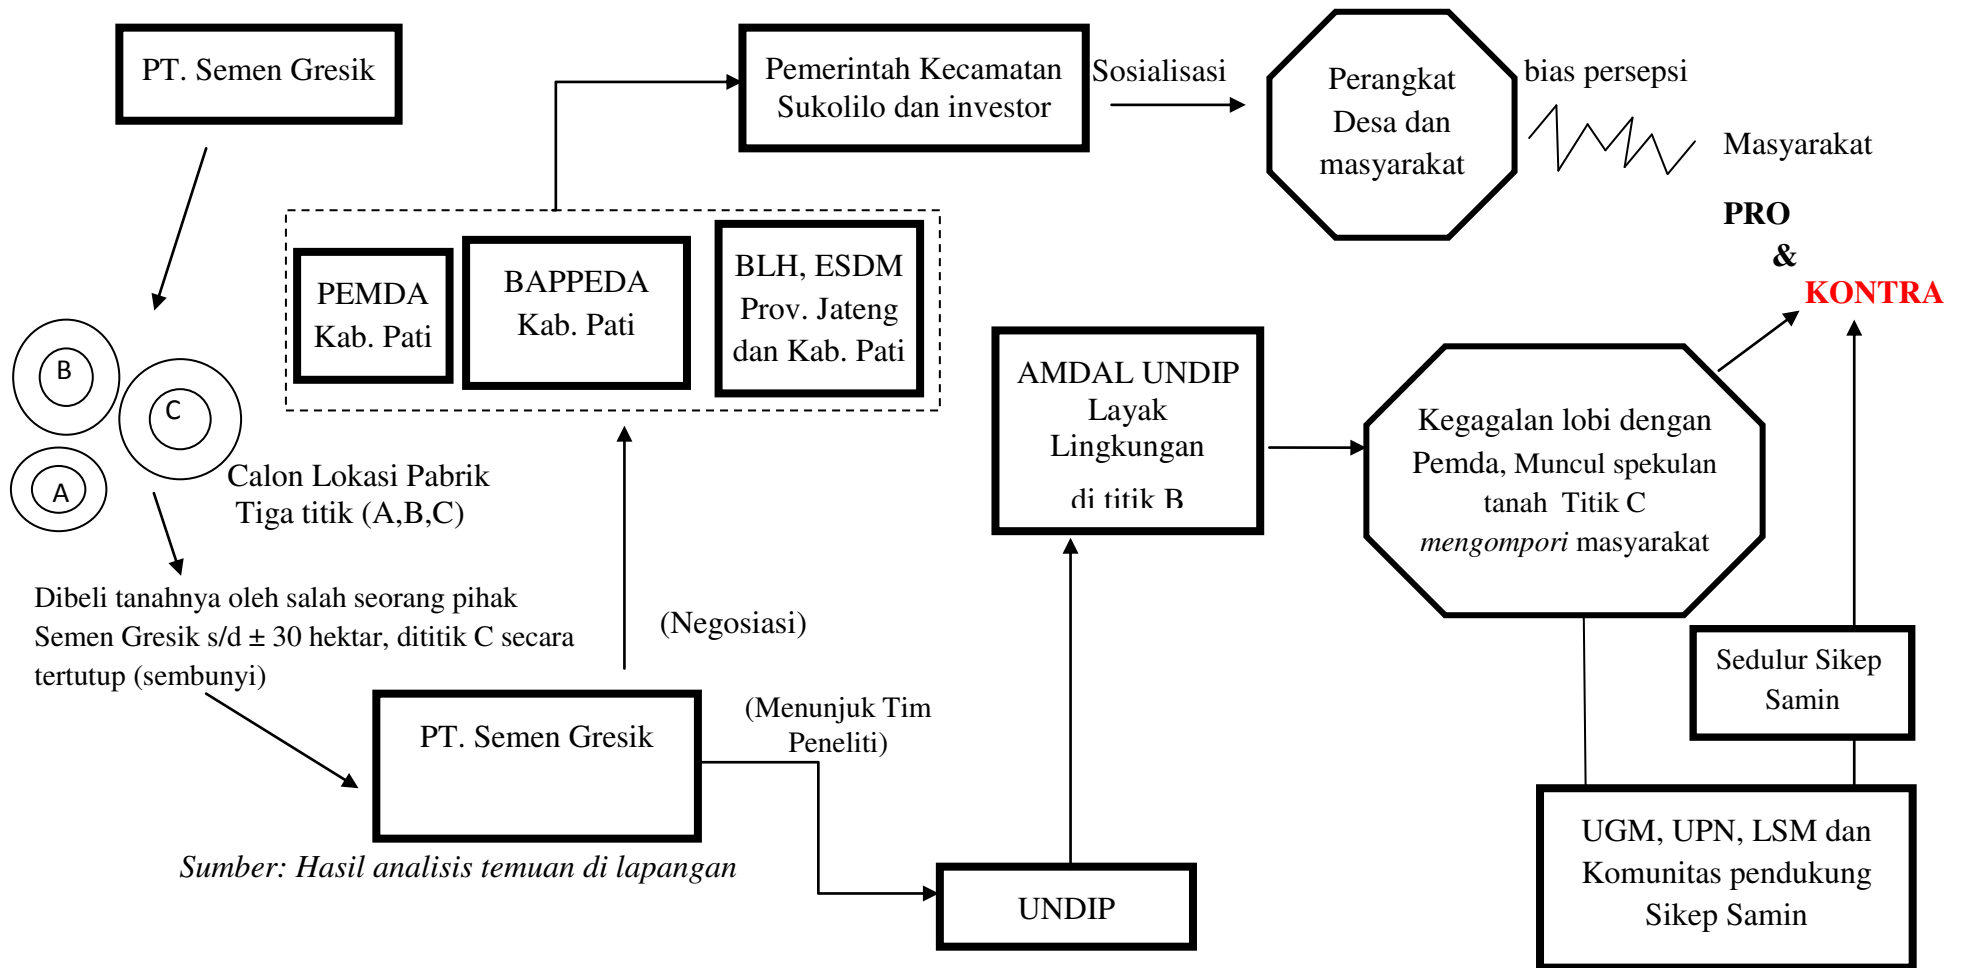 PT. Semen Gresik
Pemerintah Kecamatan
Sukolilo dan investor
Sosialisasi
Perangkat
Desa dan
masyarakat
bias persepsi
Masyarakat
PRO
&
KONTRA
PEMDA
Kab. Pati
BAPPEDA
Kab. Pati
BLH, ESDM
Prov. Jateng
dan Kab. Pati
B
C
A
Calon Lokasi Pabrik
Tiga titik (A,B,C)
AMDAL UNDIP
Layak
Lingkungan
di titik B
Kegagalan lobi dengan
Pemda, Muncul spekulan
tanah Titik C
mengompori masyarakat
Dibeli tanahnya oleh salah seorang pihak
Semen Gresik s/d ± 30 hektar, dititik C secara
tertutup (sembunyi)
(Negosiasi)
Sedulur Sikep
Samin
PT. Semen Gresik
(Menunjuk Tim
Peneliti)
UGM, UPN, LSM dan
Komunitas pendukung
Sikep Samin
Sumber: Hasil analisis temuan di lapangan
UNDIP